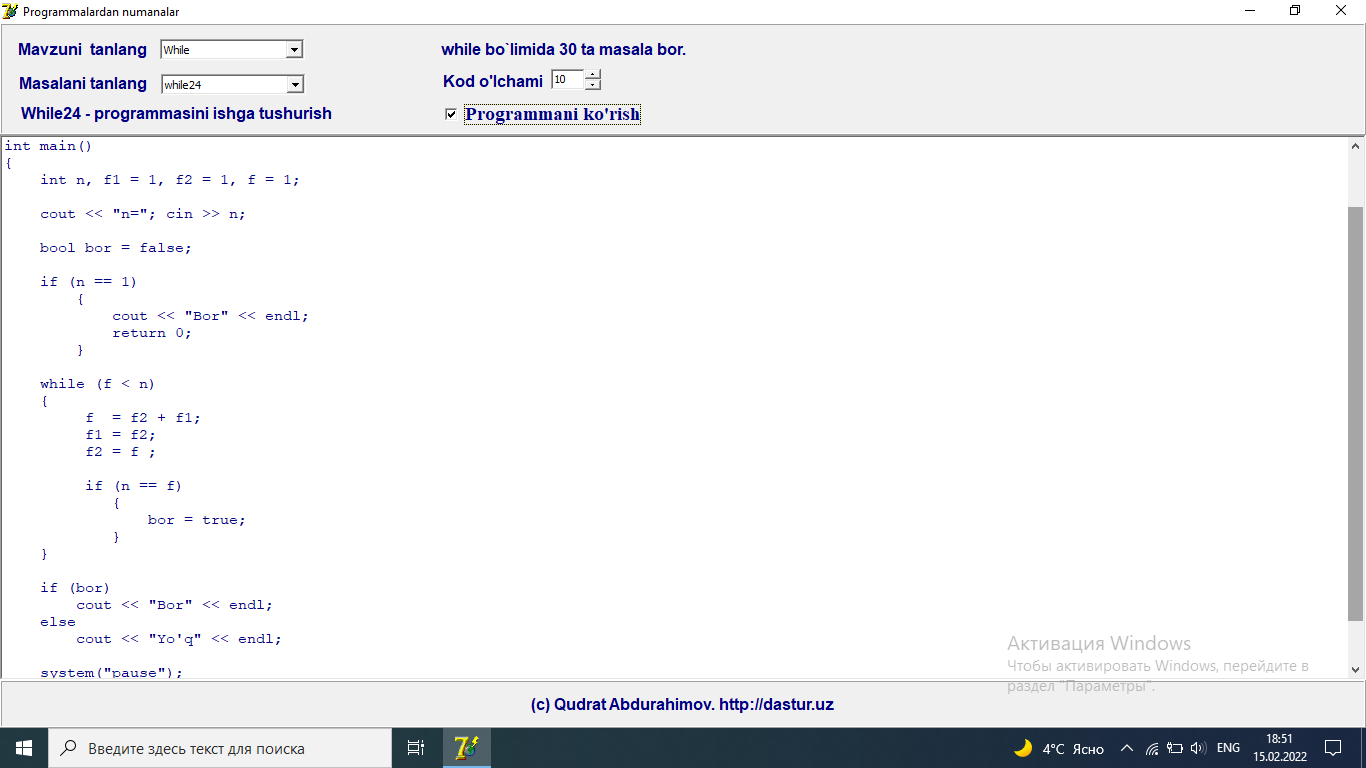 Programmalardan numanalar
Mavzuni  tanlang
While
while bo`limida 30 ta masala bor.
Masalani tanlang
while24
Kod o'lchami
10
While24 - programmasini ishga tushurish
Programmani ko'rish
int main()
{
    int n, f1 = 1, f2 = 1, f = 1;
    cout << "n="; cin >> n;
    bool bor = false;
    if (n == 1)
        {
            cout << "Bor" << endl;
            return 0;
        }
    while (f < n)
    {
         f  = f2 + f1;
         f1 = f2;
         f2 = f ;
         if (n == f)
            {
                bor = true;
            }
    }
    if (bor)
        cout << "Bor" << endl;
    else
        cout << "Yo'q" << endl;
    system("pause");
Активация Windows
Чтобы активировать Windows, перейдите в
раздел "Параметры".
(c) Qudrat Abdurahimov. http://dastur.uz
Введите здесь текст для поиска
4°C  Ясно
ENG
18:51
15.02.2022